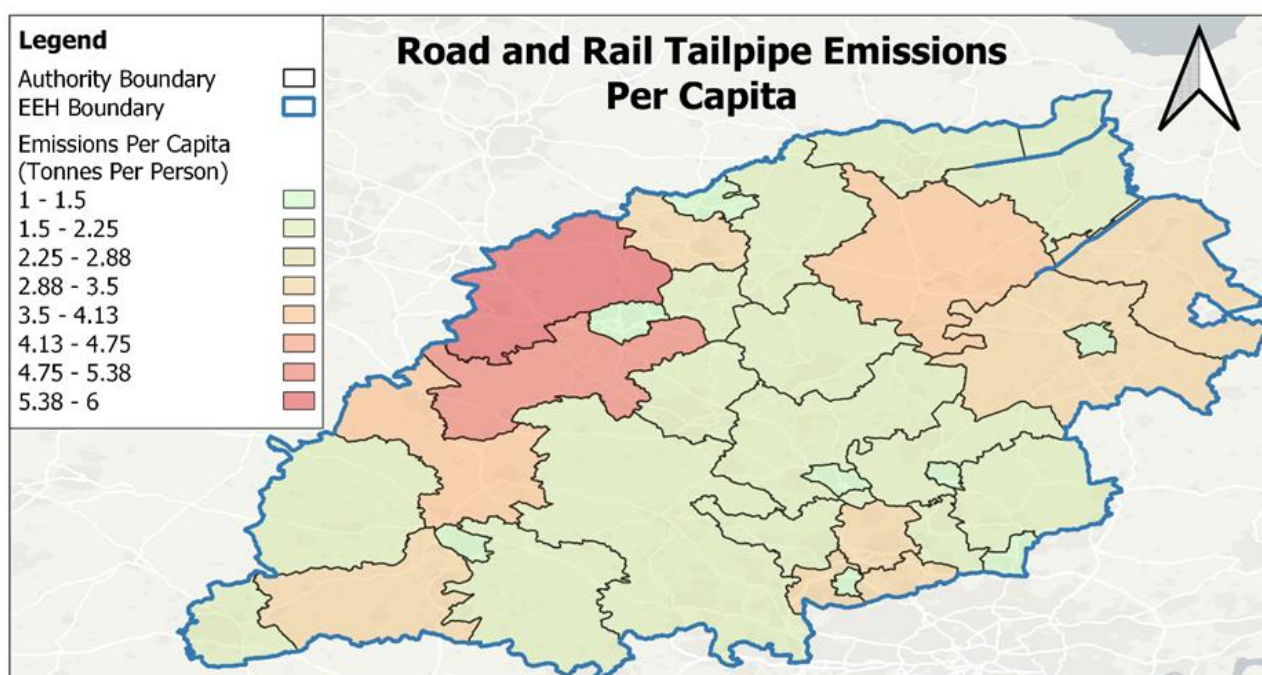 Legend
Authority Boundary
EEH Boundary
Emissions Per Capita
(Tonnes Per Person)
1 - 1.5
1.5 - 2.25
2.25 - 2.88
2.88 - 3.5
3.5 - 4.13
4.13 - 4.75
4.75 - 5.38
5.38 - 6
Road and Rail Tailpipe Emissions
Per Capita